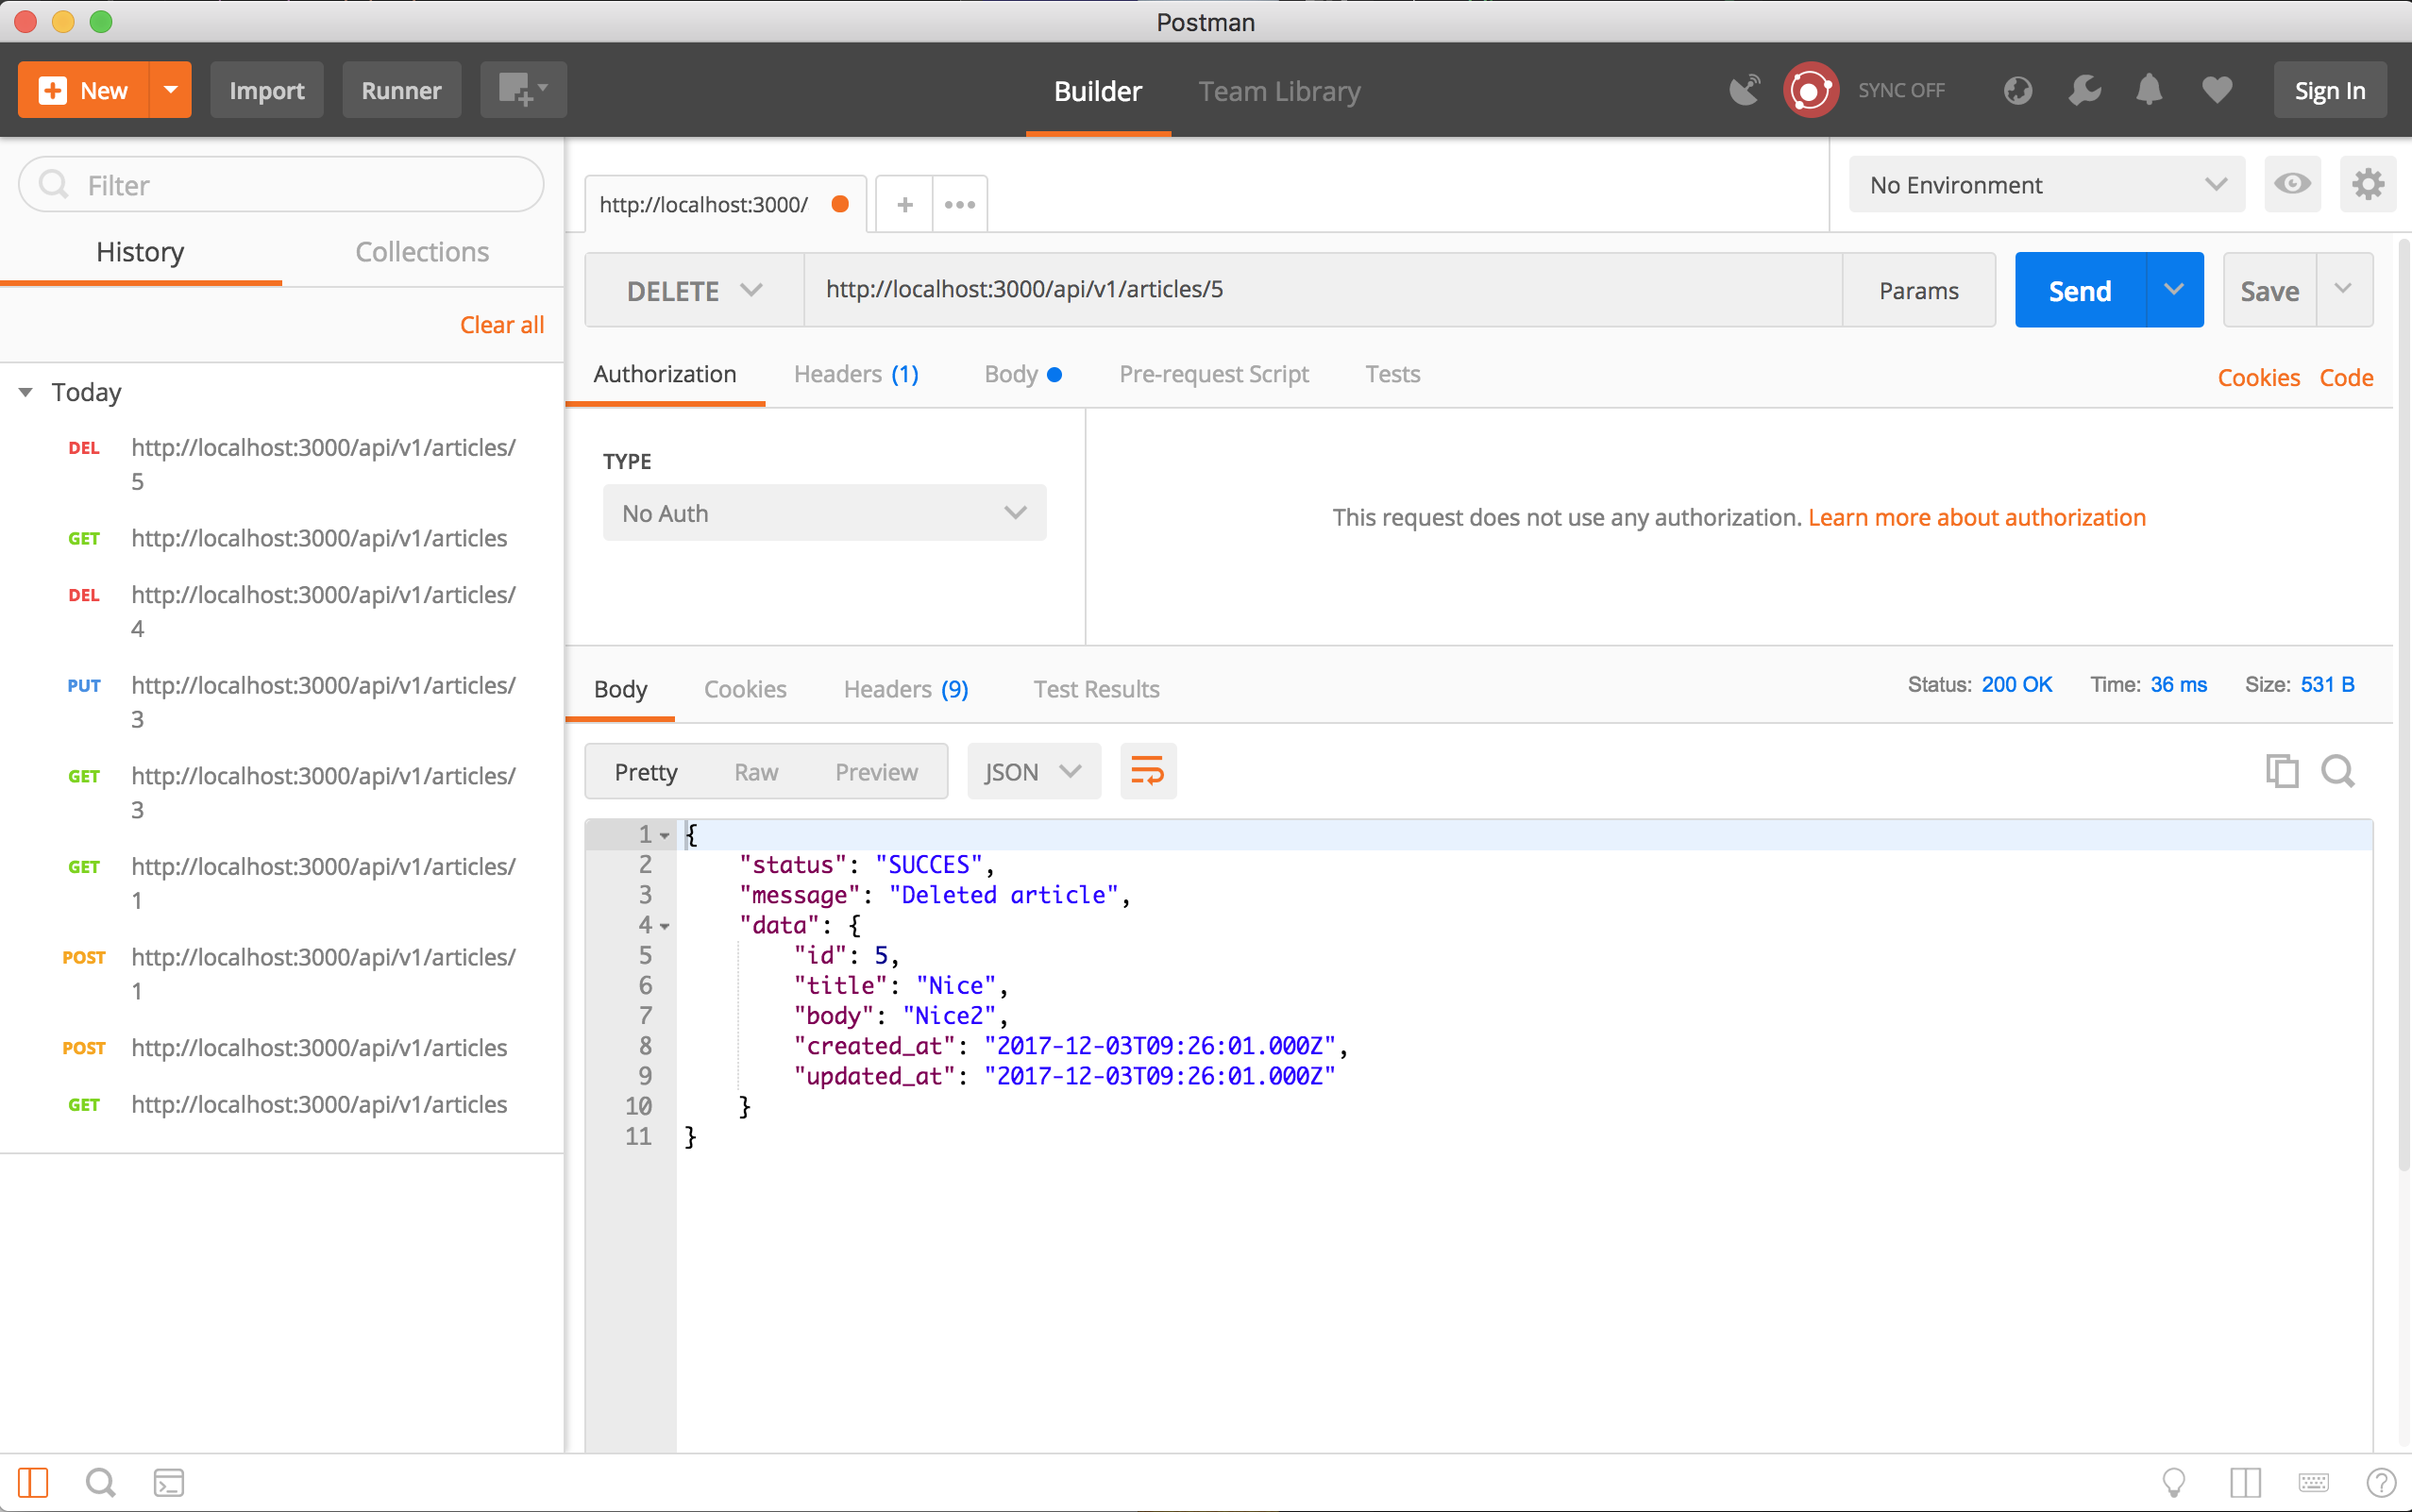 Postman
New
Import
Runner
Builder
Team Library
SYNC OFF
Sign In
Filter
History
Collections
Clear all
Today
DEL http://localhost:3000/api/v1/articles/
5
GET http://localhost:3000/api/v1/articles
DEL http://localhost:3000/api/v1/articles/
4
PUT http://localhost:3000/api/v1/articles/
3
GET http://localhost:3000/api/v1/articles/
3
GET http://localhost:3000/api/v1/articles/
1
POST http://localhost:3000/api/v1/articles/
1
POST http://localhost:3000/api/v1/articles
GET http://localhost:3000/api/v1/articles
http://localhost:3000/
No Environment
DELETE
http://localhost:3000/api/v1/articles/5
Params
Send
Save
Authorization
Headers (1)
Body
Pre-request Script
Tests
Cookies
Code
TYPE
No Auth
This request does not use any authorization. Learn more about authorization
Body
Cookies
Headers (9)
Test Results
Status: 200 OK
Time: 36 ms
Size: 531 B
Pretty
Raw
Preview
JSON
1 {
2 "status": "SUCCES",
3 "message": "Deleted article",
4 "data": {
5 "id": 5,
6 "title": "Nice",
7 "body": "Nice2",
8 "created_at": "2017-12-03T09:26:01.000Z",
9 "updated_at": "2017-12-03T09:26:01.000Z"
10 }
11 }